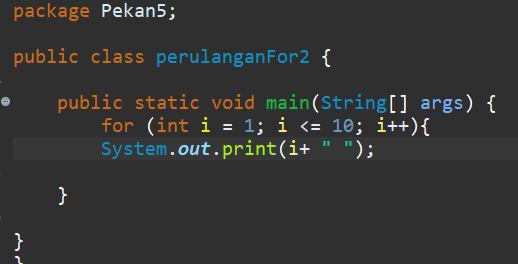 package Pekan5;
public class perulanganFor2 {
public static void main(String[] args) {
for (int i = 1; i <= 10; i++){
System.out.print(i+ " ");
}
}
}